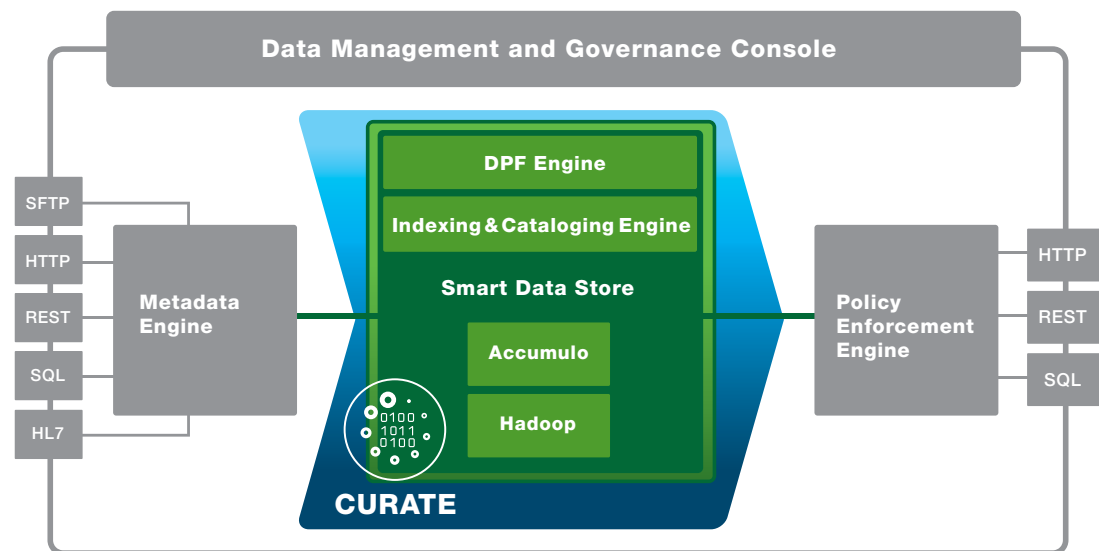 Data Management and Governance Console
SFTP
HTTP
REST
SQL
HL7
Metadata
Engine
DPF Engine
Indexing & Cataloging Engine
Smart Data Store
Accumulo
Hadoop
0100
1011
0100
CURATE
Policy
Enforcement
Engine
HTTP
REST
SQL